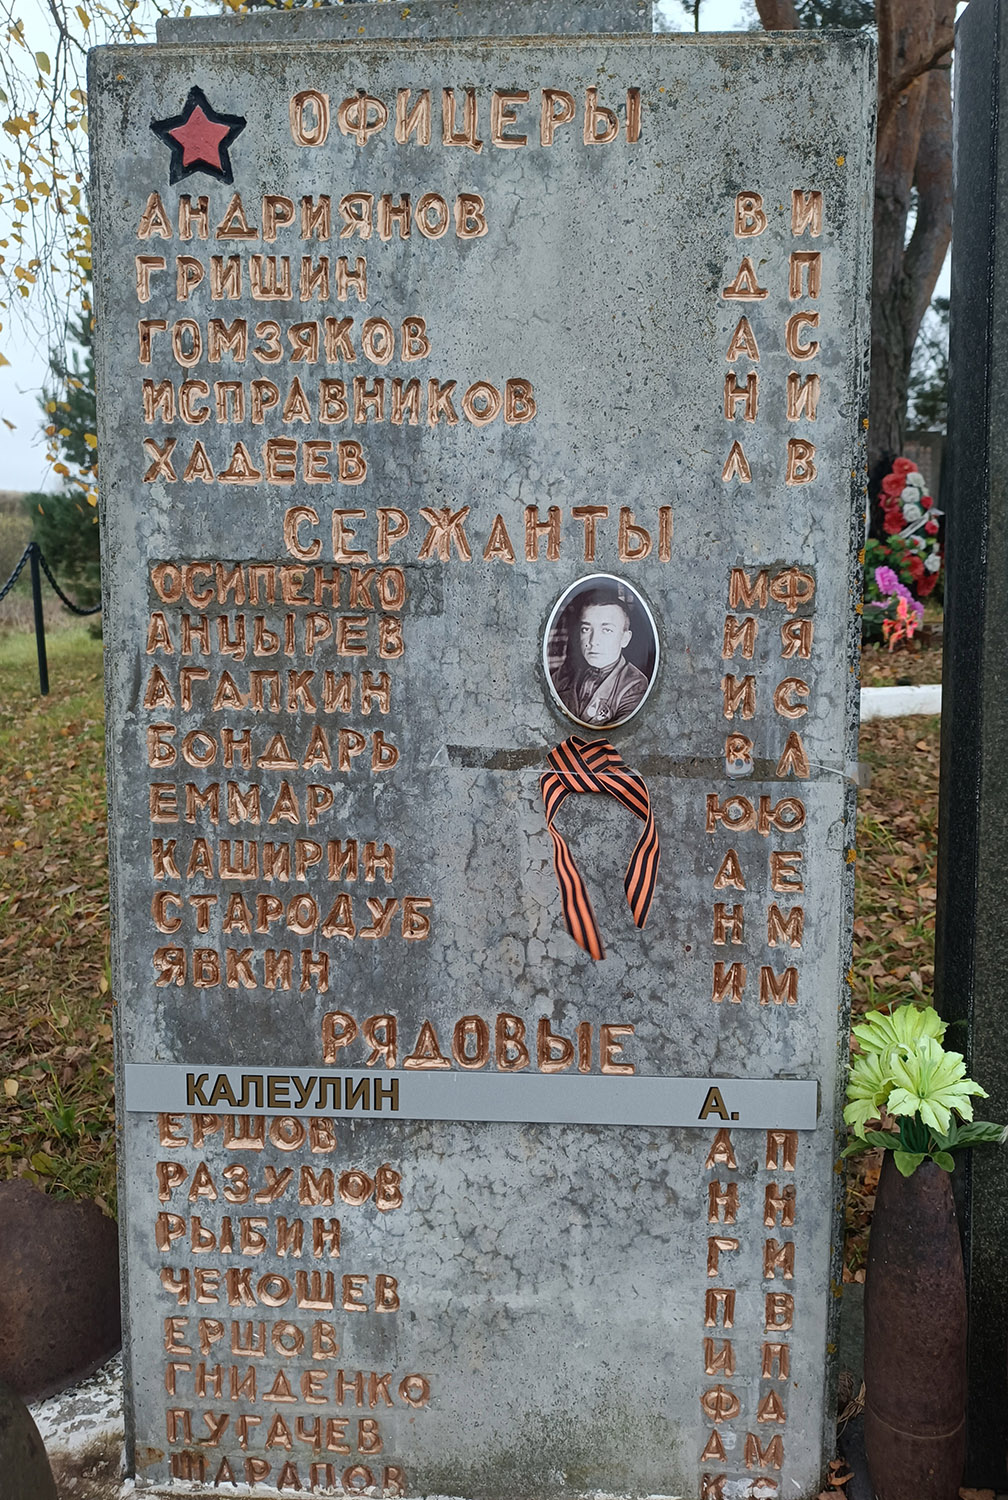 ОФИЦЕРЫ
АНДРИЯНОВ В И
ГРИШИН Д П
ГОМЗЯКОВ А С
ИСПРАВНИКОВ Н И
ХАДЕЕВ Л В
СЕРЖАНТЫ
ОСИПЕНКО М Ф
АНЦЫРЕВ И Я
АГАПКИН И С
БОНДАРЬ В Л
ЕММАР Ю Ю
КАШИРИН А Е
СТАРОДУБ Н М
ЯВКИН И М
РЯДОВЫЕ
КАЛЕУЛИН А.
ЕРШОВ А П
РАЗУМОВ Н Н
РЫБИН Г И
ЧЕКОШЕВ П В
ЕРШОВ И П
ГНИДЕНКО Ф Д
ПУГАЧЕВ А М
ШАРАПОВ К